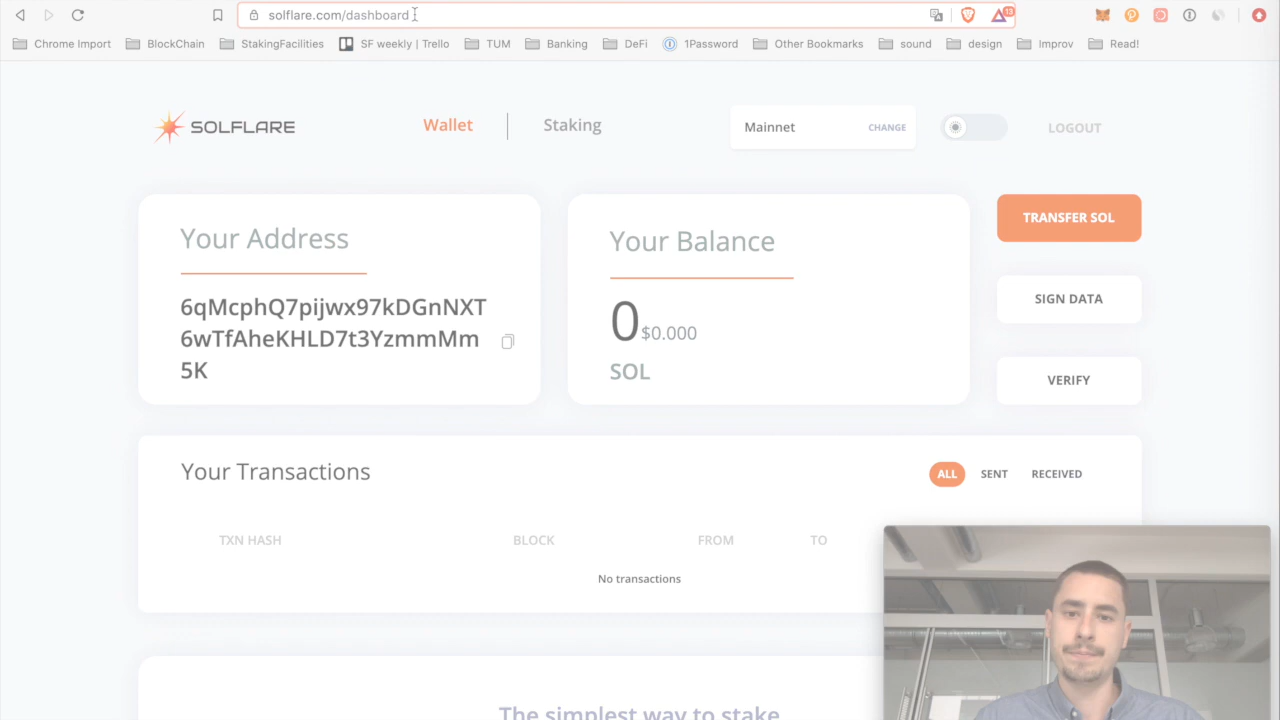 solflare.com/dashboard
13
Chrome Import
BlockChain
StakingFacilities
SF weekly | Trello
TUM
Banking
DeFi
1Password
Other Bookmarks
sound
design
Improv
Read!
SOLFLARE
Wallet
Staking
Mainnet
CHANGE
LOGOUT
Your Address
6qMcphQ7pijwx97kDGnNXT
6wTfAheKHLD7t3YzmmMm
5K
Your Balance
0 $0.000
SOL
TRANSFER SOL
SIGN DATA
VERIFY
Your Transactions
ALL
SENT
RECEIVED
TXN HASH
BLOCK
FROM
TO
No transactions
The simplest way to stake